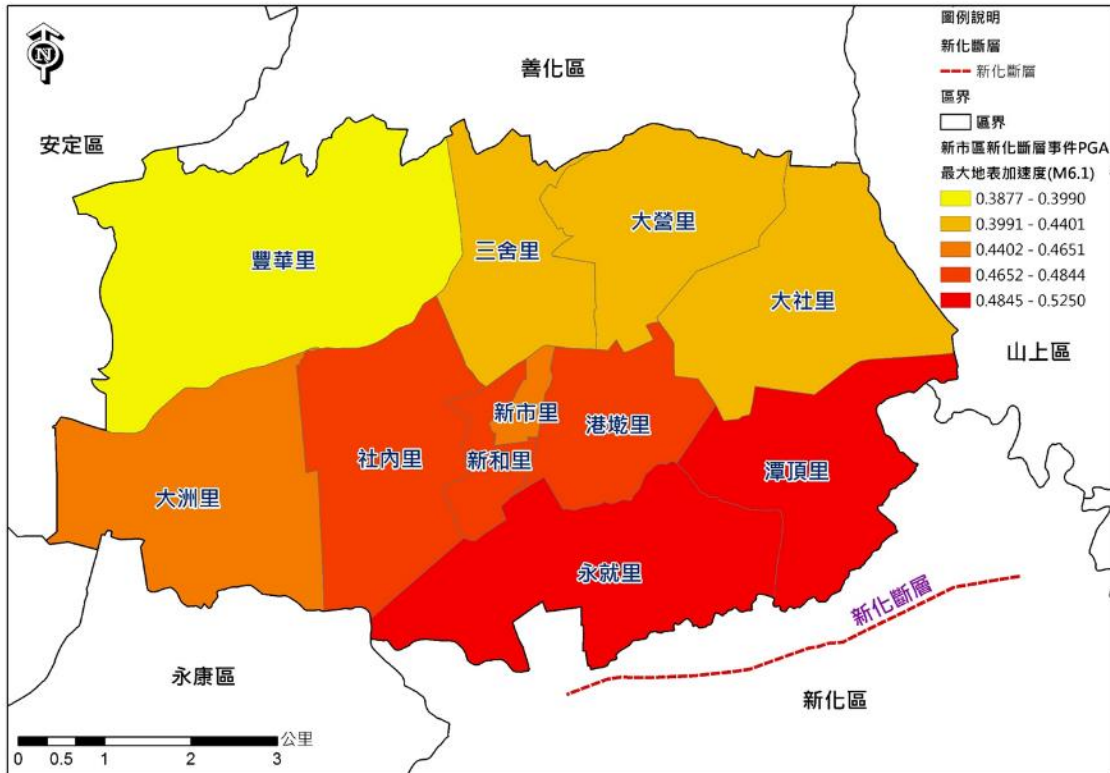 圖例說明
新化斷層
新化斷層
區界
區界
新市區新化斷層事件PGA
最大地表加速度(M6.1)
0.3877 - 0.3990
0.3991 - 0.4401
0.4402 - 0.4651
0.4652 - 0.4844
0.4845 - 0.5250
N
善化區
安定區
山上區
豐華里
三舍里
大營里
大社里
新市里
港墘里
社內里
新和里
大洲里
潭頂里
永就里
新化斷層
永康區
新化區
公里
0 0.5 1 2 3